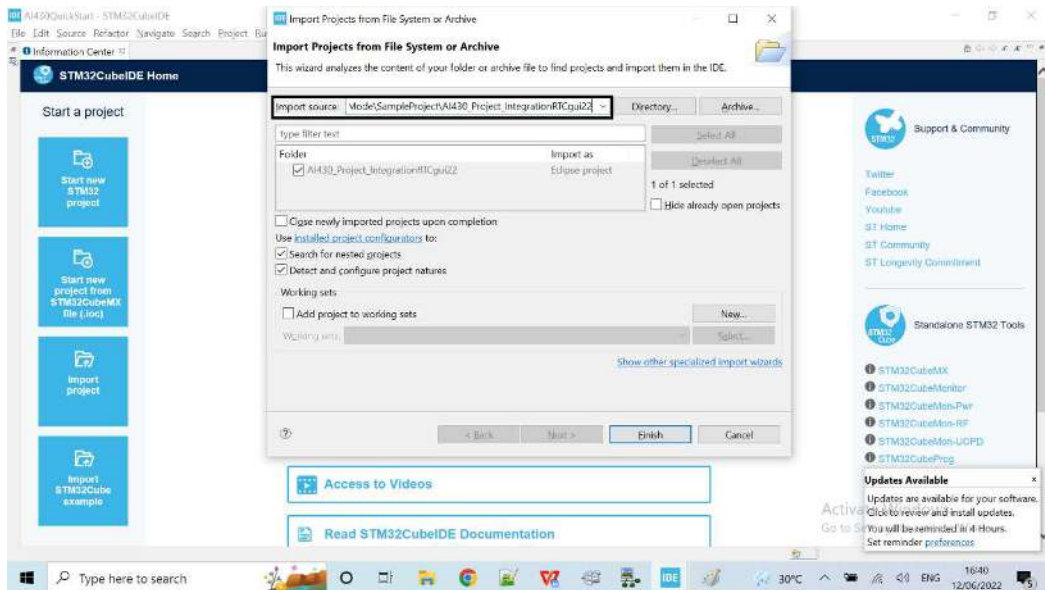 AI430QuickStart - STM32CubeIDE
File Edit Source Refactor Navigate Search Project Ru
Information Center
STM32CubeIDE Home
Start a project
Start new
STM32
project
Start new
project from
STM32CubeMX
file (.ioc)
Import
project
Import
STM32Cube
example
Import Projects from File System or Archive
Import Projects from File System or Archive
This wizard analyzes the content of your folder or archive file to find projects and import them in the IDE.
Import source: Mode\SampleProject\AI430_Project_IntegrationRTCgui22
Directory...
Archive...
type filter text
Select All
Folder Import as
Deselect All
AI430_Project_IntegrationRTCgui22 Eclipse project
1 of 1 selected
Hide already open projects
Close newly imported projects upon completion
Use installed project configurators to:
Search for nested projects
Detect and configure project natures
Working sets
Add project to working sets
New...
Working sets:
Select...
Show other specialized import wizards
< Back
Next >
Finish
Cancel
Access to Videos
Read STM32CubeIDE Documentation
STM32
Support & Community
Twitter
Facebook
Youtube
ST Home
ST Community
ST Longevity Commitment
STM32
Cube
Standalone STM32 Tools
STM32CubeMX
STM32CubeMonitor
STM32CubeMon-Pwr
STM32CubeMon-RF
STM32CubeMon-UCPD
STM32CubeProg
Updates Available
Updates are available for your software.
Click to review and install updates.
You will be reminded in 4 Hours.
Set reminder preferences
Type here to search
IDE
30°C
ENG
16:40
12/06/2022
5